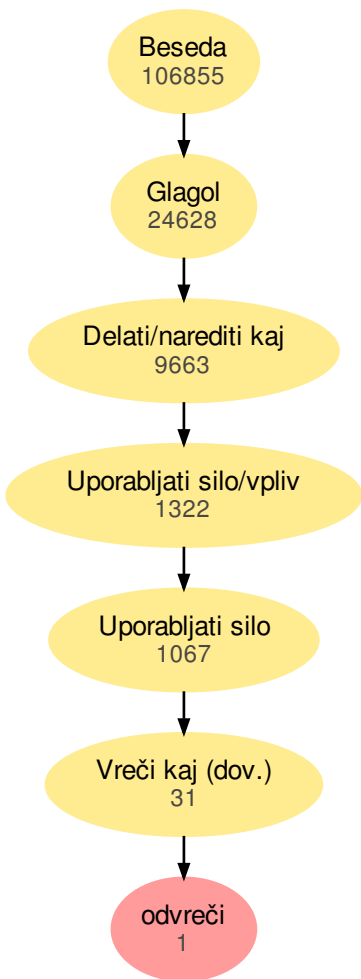 Beseda
106855
Glagol
24628
Delati/narediti kaj
9663
Uporabljati silo/vpliv
1322
Uporabljati silo
1067
Vreči kaj (dov.)
31
odvreči
1